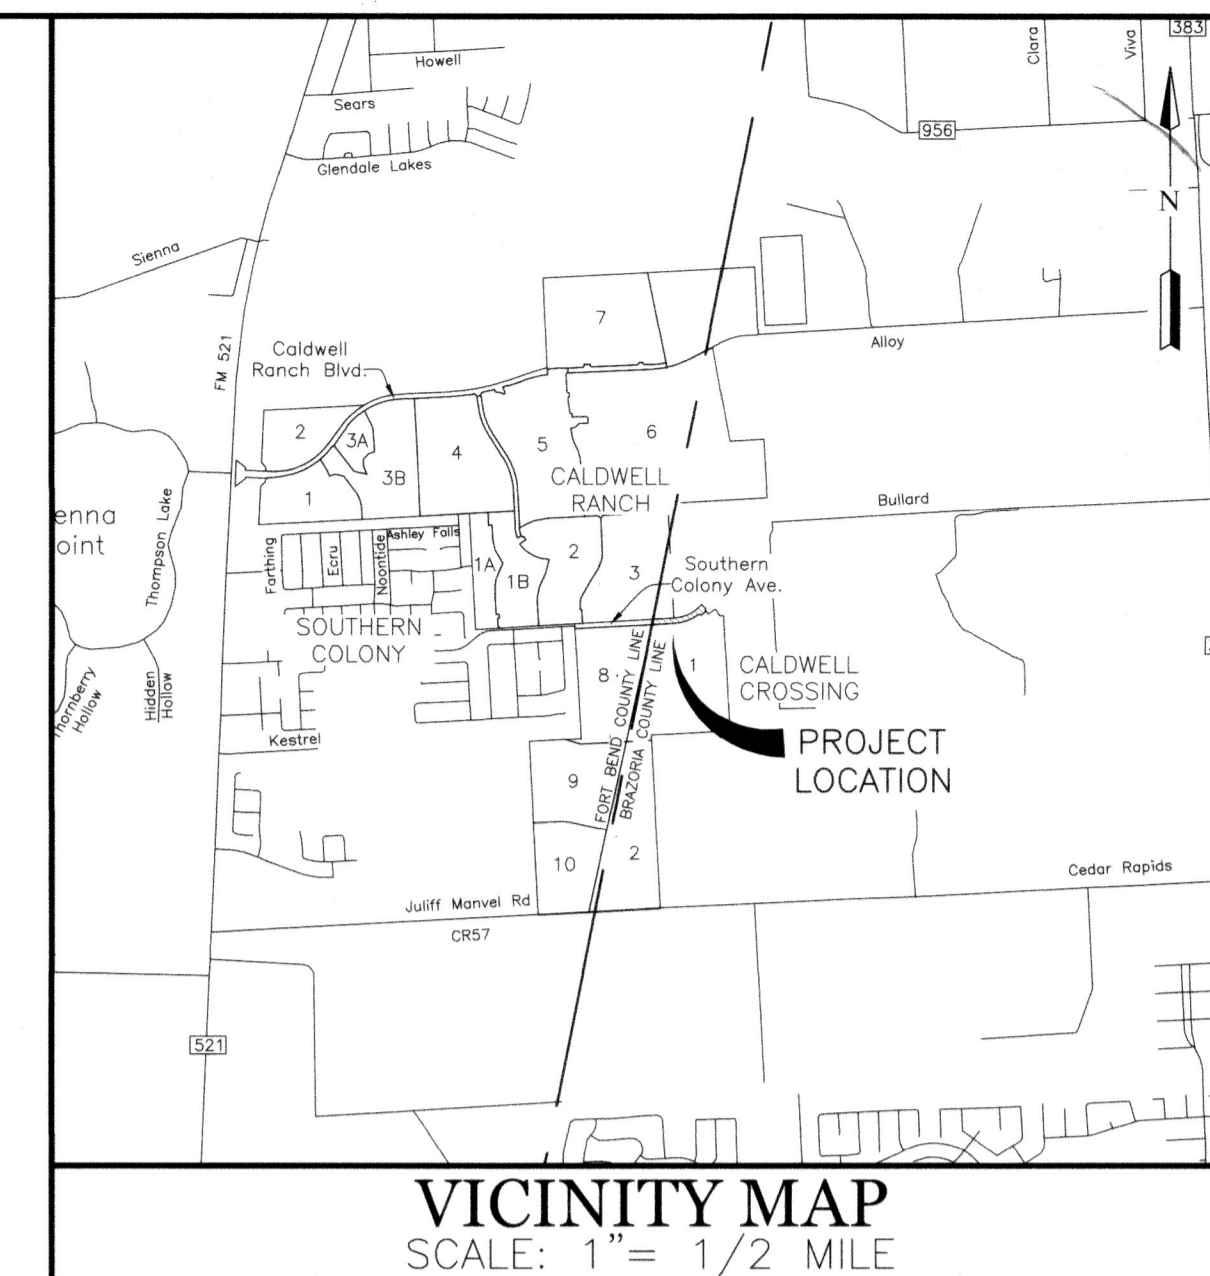 383
Clara
Viva
Howell
Sears
956
Glendale Lakes
N
Sienna
7
FM 521
Caldwell
Ranch Blvd.
Alloy
2
3A
4
5
6
3B
CALDWELL
RANCH
1
Bullard
enna
oint
Thompson Lake
Farthing
Ecru
Noontide
Ashley Falls
1A
1B
2
3
Southern
Colony Ave.
SOUTHERN
COLONY
8
1
CALDWELL
CROSSING
FORT BEND COUNTY LINE
BRAZORIA COUNTY LINE
hornberry
Hollow
Hidden
Hollow
Kestrel
PROJECT
LOCATION
9
10
2
Cedar Rapids
Juliff Manvel Rd
CR57
521
VICINITY MAP
SCALE: 1"= 1/2 MILE